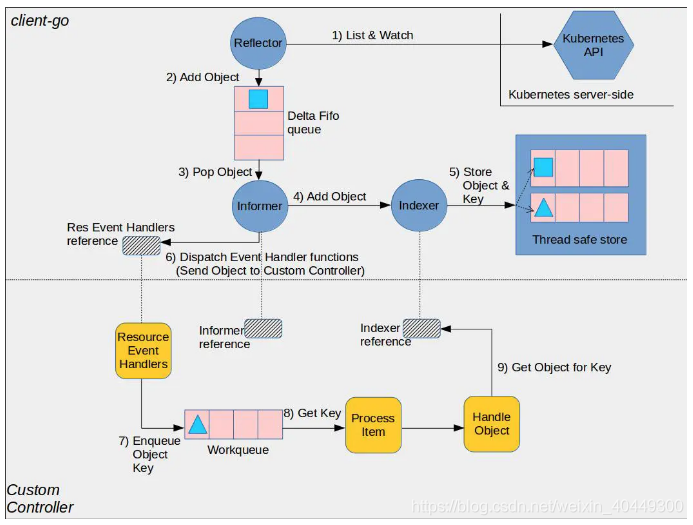 client-go
Reflector
1) List & Watch
Kubernetes
API
Kubernetes server-side
2) Add Object
Delta Fifo
queue
3) Pop Object
Informer
4) Add Object
Indexer
5) Store
Object &
Key
Thread safe store
Res Event Handlers
reference
6) Dispatch Event Handler functions
(Send Object to Custom Controller)
Informer
reference
Indexer
reference
Resource
Event
Handlers
9) Get Object for Key
7) Enqueue
Object
Key
Workqueue
8) Get Key
Process
Item
Handle
Object
Custom
Controller
https://blog.csdn.net/weixin_40449300